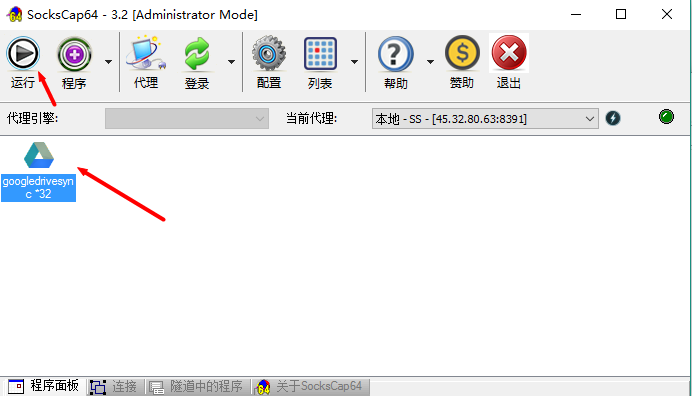 SocksCap64 - 3.2 [Administrator Mode]
运行 程序 代理 登录 配置 列表 帮助 赞助 退出
代理引擎: 当前代理: 本地 - SS - [45.32.80.63:8391]
googledrivesyn
c *32
程序面板 连接 隧道中的程序 关于SocksCap64